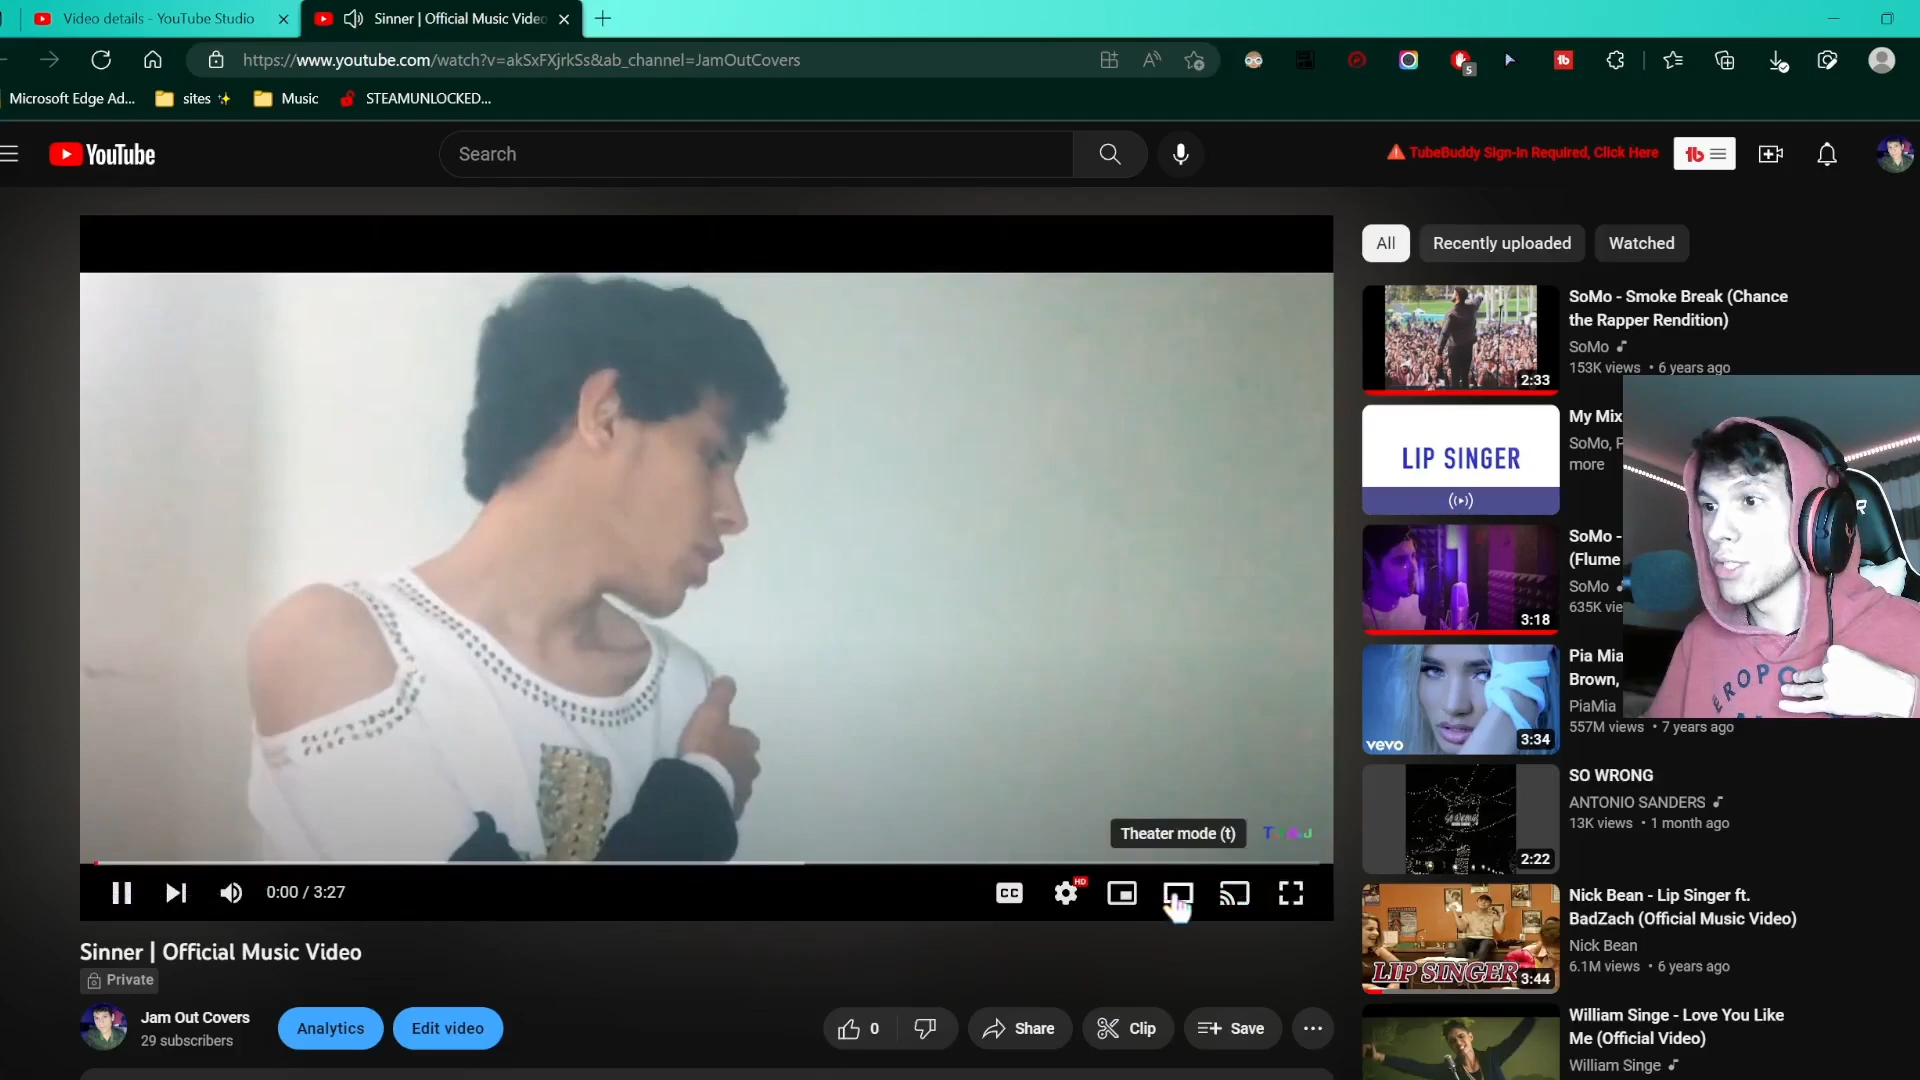 Video details - YouTube Studio
Sinner | Official Music Video
https://www.youtube.com/watch?v=akSxFXjrkSs&ab_channel=JamOutCovers
5
Microsoft Edge Ad...
sites
Music
STEAMUNLOCKED...
YouTube
Search
TubeBuddy Sign-In Required, Click Here
All
Recently uploaded
Watched
SoMo - Smoke Break (Chance
the Rapper Rendition)
SoMo
153K views • 6 years ago
2:33
LIP SINGER
My Mix
SoMo,
more
SoMo -
(Flume
SoMo
635K vie
3:18
Pia Mia
Brown,
PiaMia
557M views • 7 years ago
vevo
3:34
SO WRONG
ANTONIO SANDERS
13K views • 1 month ago
2:22
Nick Bean - Lip Singer ft.
BadZach (Official Music Video)
Nick Bean
6.1M views • 6 years ago
LIP SINGER
3:44
William Singe - Love You Like
Me (Official Video)
William Singe
Theater mode (t)
0:00 / 3:27
CC
HD
Sinner | Official Music Video
Private
Jam Out Covers
29 subscribers
Analytics
Edit video
0
Share
Clip
Save